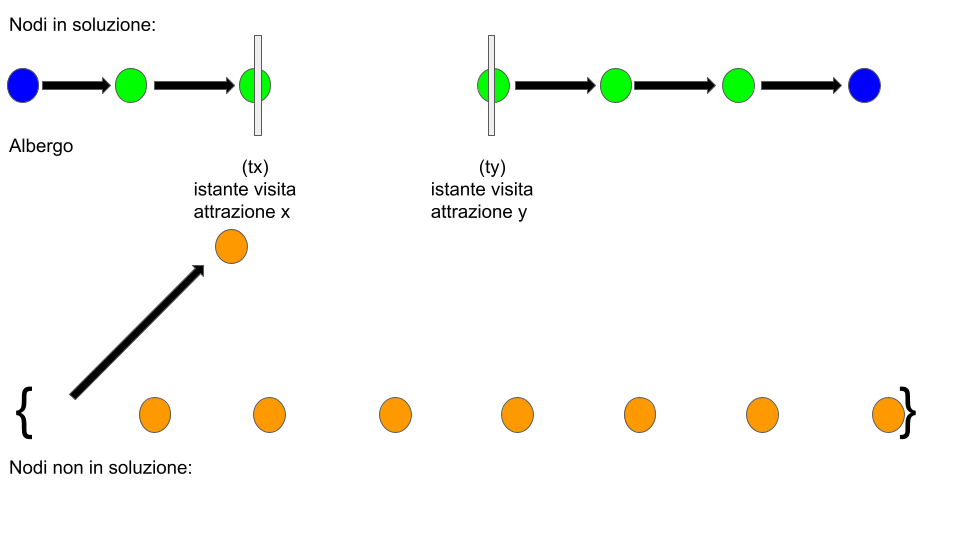 Nodi in soluzione:
Albergo
(tx)
istante visita
attrazione x
(ty)
istante visita
attrazione y
{
}
Nodi non in soluzione: